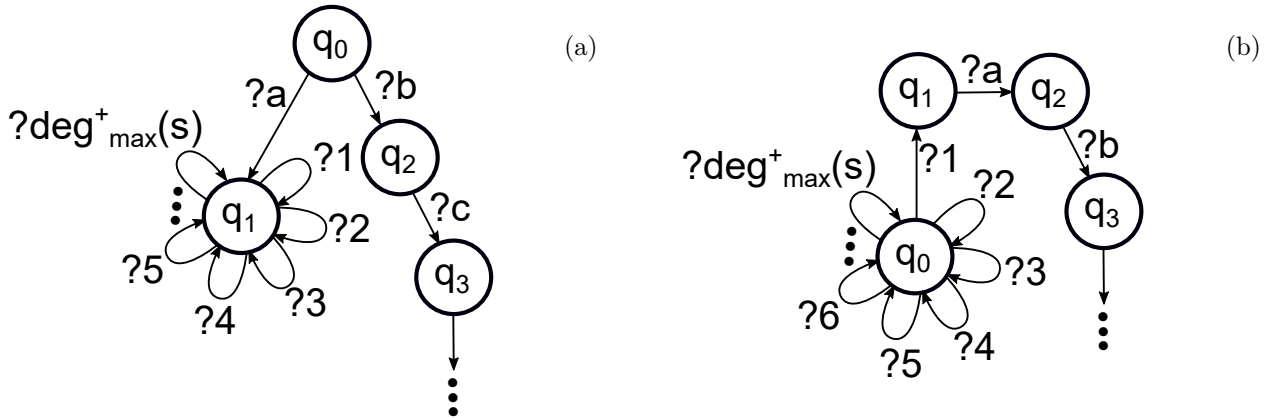 q₀
?a
?b
?deg⁺ₘₐₓ(s)
?1
q₂
q₁
?2
?c
?5
?3
?4
q₃
(a)
q₁
?a
q₂
?b
?1
?deg⁺ₘₐₓ(s)
?2
q₃
q₀
?3
?6
?4
?5
(b)